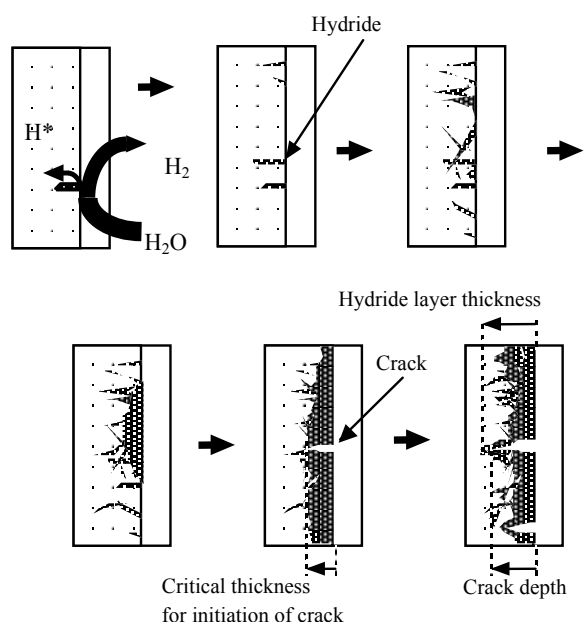 Hydride
H*
H₂
H₂O
Hydride layer thickness
Crack
Critical thickness
for initiation of crack
Crack depth